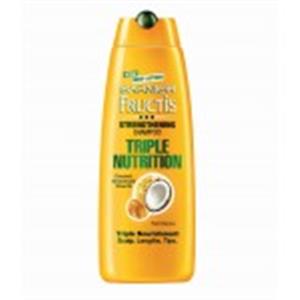 GARNIER
FRUCTIS
STRENGTHENING
SHAMPOO
TRIPLE
NUTRITION
Triple Nourishment
Scalp, Lengths, Tips.